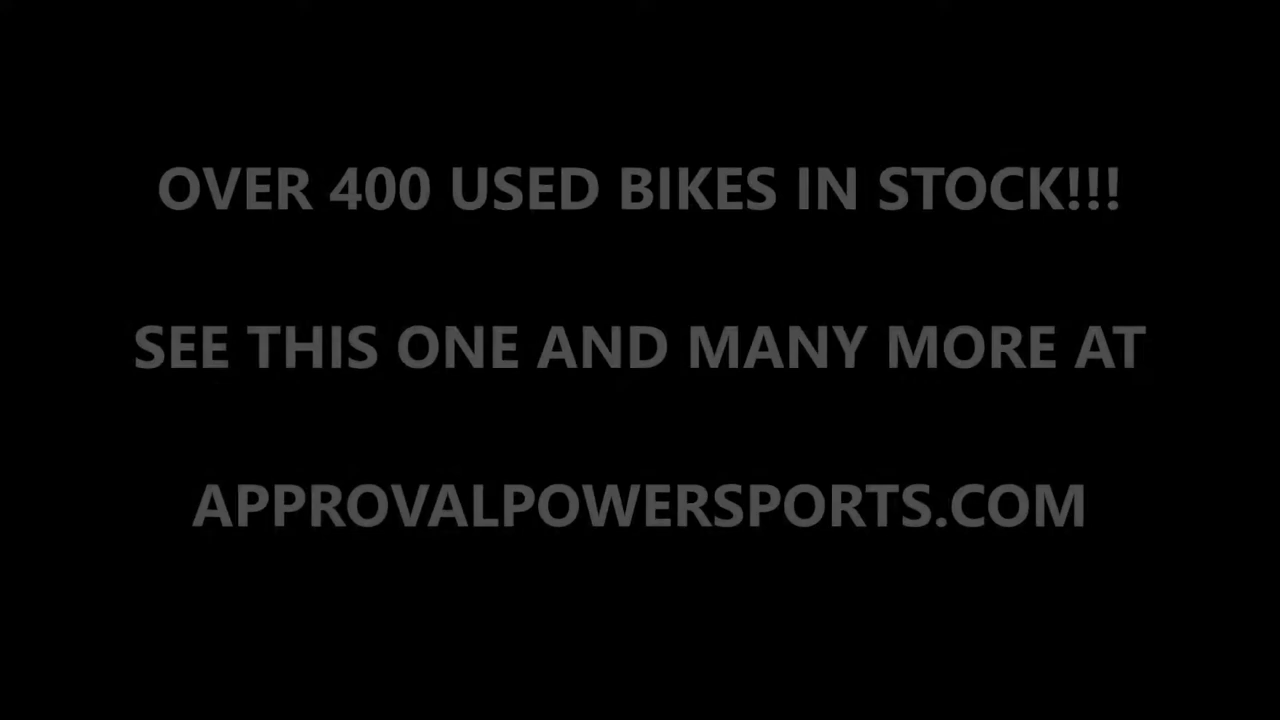 OVER 400 USED BIKES IN STOCK!!!
SEE THIS ONE AND MANY MORE AT
APPROVALPOWERSPORTS.COM